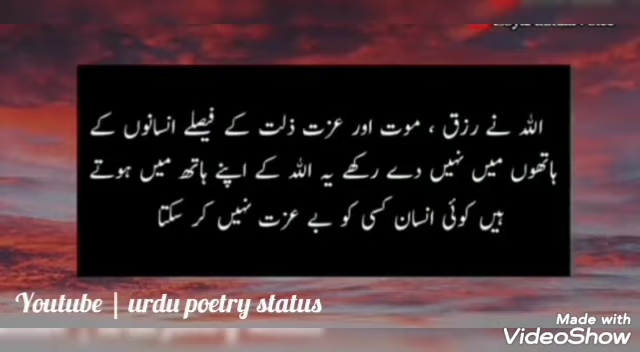 اللہ نے رزق ، موت اور عزت ذلت کے فیصلے انسانوں کے
ہاتھوں میں نہیں دے رکھے یہ اللہ کے اپنے ہاتھ میں ہوتے
ہیں کوئی انسان کسی کو بے عزت نہیں کر سکتا
Youtube | urdu poetry status
Made with
VideoShow